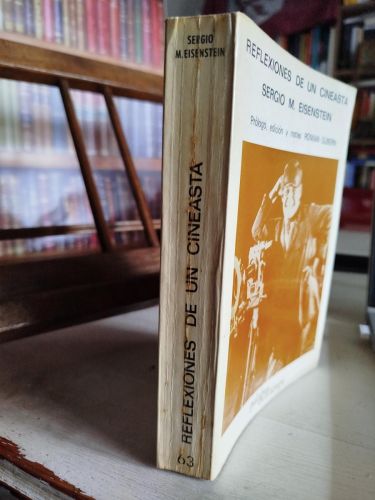 SERGIO
M. EISENSTEIN
REFLEXIONES DE UN CINEASTA
63
REFLEXIONES DE UN CINEASTA
SERGIO M. EISENSTEIN
Prólogo, edición y notas: ROMAN GUBERN